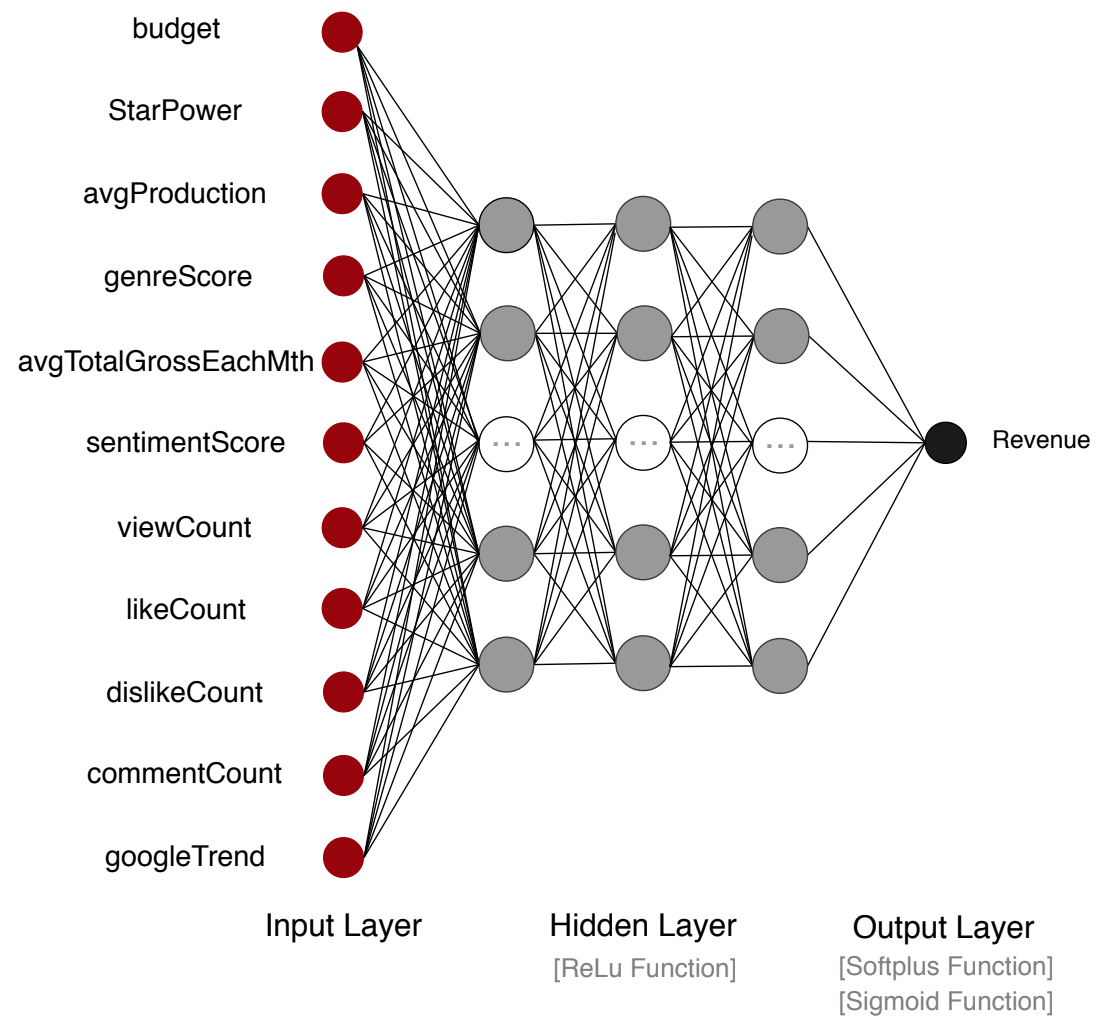 budget
StarPower
avgProduction
genreScore
avgTotalGrossEachMth
sentimentScore
viewCount
likeCount
dislikeCount
commentCount
googleTrend
...
...
...
Revenue
Input Layer
Hidden Layer
[ReLu Function]
Output Layer
[Softplus Function]
[Sigmoid Function]